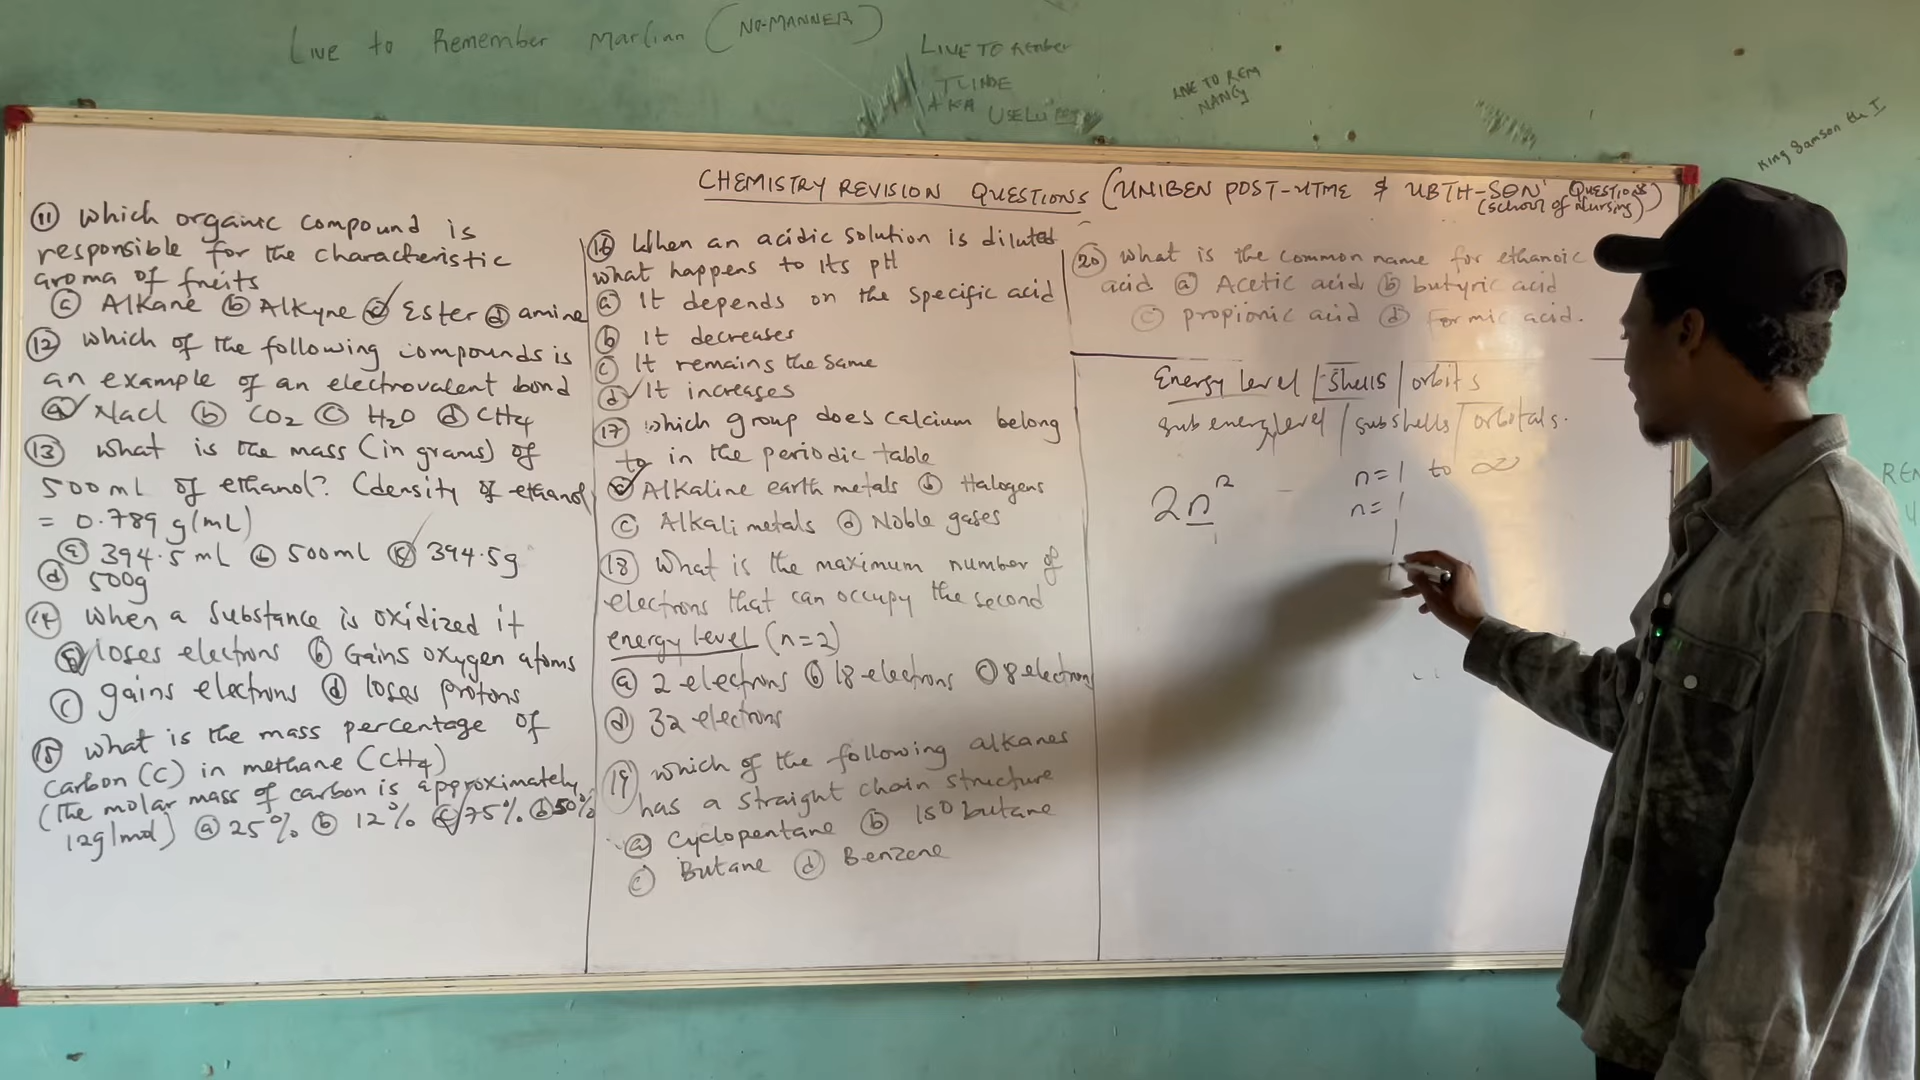 Live to Remember Marlian (NO-MANNER)
LIVE TO
AKA USELU
LIVE TO REM
NANCY
King Samson the I
CHEMISTRY REVISION QUESTIONS (UNIBEN POST-UTME & UBTH-SON QUESTIONS)
(School of Nursing)
(11) Which organic compound is
responsible for the characteristic
aroma of fruits
(a) Alkane (b) Alkyne (c) Ester (d) amine
(12) which of the following compounds is
an example of an electrovalent bond
(a) Nacl (b) CO2 (c) H2O (d) CH4
(13) What is the mass (in grams) of
500mL of ethanol? (density of ethanol
= 0.789 g/mL)
(a) 394.5 mL (b) 500mL (c) 394.5g
(d) 500g
(14) When a substance is oxidized it
(a) loses electrons (b) Gains oxygen atoms
(c) gains electrons (d) loses protons
(15) What is the mass percentage of
Carbon (C) in methane (CH4)
(The molar mass of carbon is approximately
12g/mol) (a) 25% (b) 12% (c) 75% (d) 50%
(16) When an acidic solution is diluted
what happens to its pH
(a) It depends on the specific acid
(b) It decreases
(c) It remains the same
(d) It increases
(17) Which group does calcium belong
to in the periodic table
(a) Alkaline earth metals (b) Halogens
(c) Alkali metals (d) Noble gases
(18) What is the maximum number of
electrons that can occupy the second
energy level (n=2)
(a) 2 electrons (b) 18 electrons (c) 8 electrons
(d) 32 electrons
(19) which of the following alkanes
has a straight chain structure
(a) Cyclopentane (b) Iso butane
(c) Butane (d) Benzene
(20) What is the common name for ethanoic
acid (a) Acetic acid (b) butyric acid
(c) propionic acid (d) Formic acid.
Energy level / shells / orbits
sub energy level / subshells / orbitals.
n=1 to ∞
2n²
n= 1